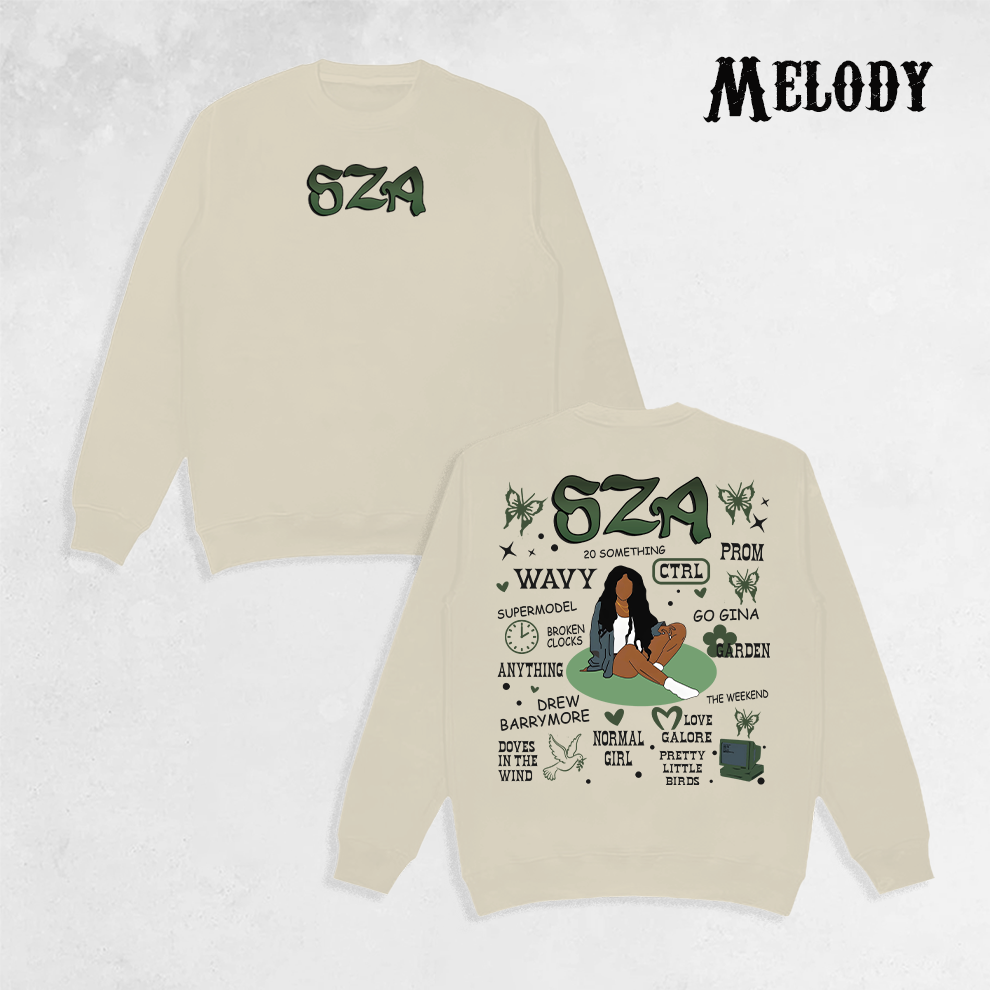 MELODY
SZA
SZA
20 SOMETHING
PROM
WAVY
CTRL
SUPERMODEL
GO GINA
BROKEN
CLOCKS
GARDEN
ANYTHING
THE WEEKEND
DREW
BARRYMORE
LOVE
GALORE
NORMAL
GIRL
DOVES
IN THE
WIND
PRETTY
LITTLE
BIRDS